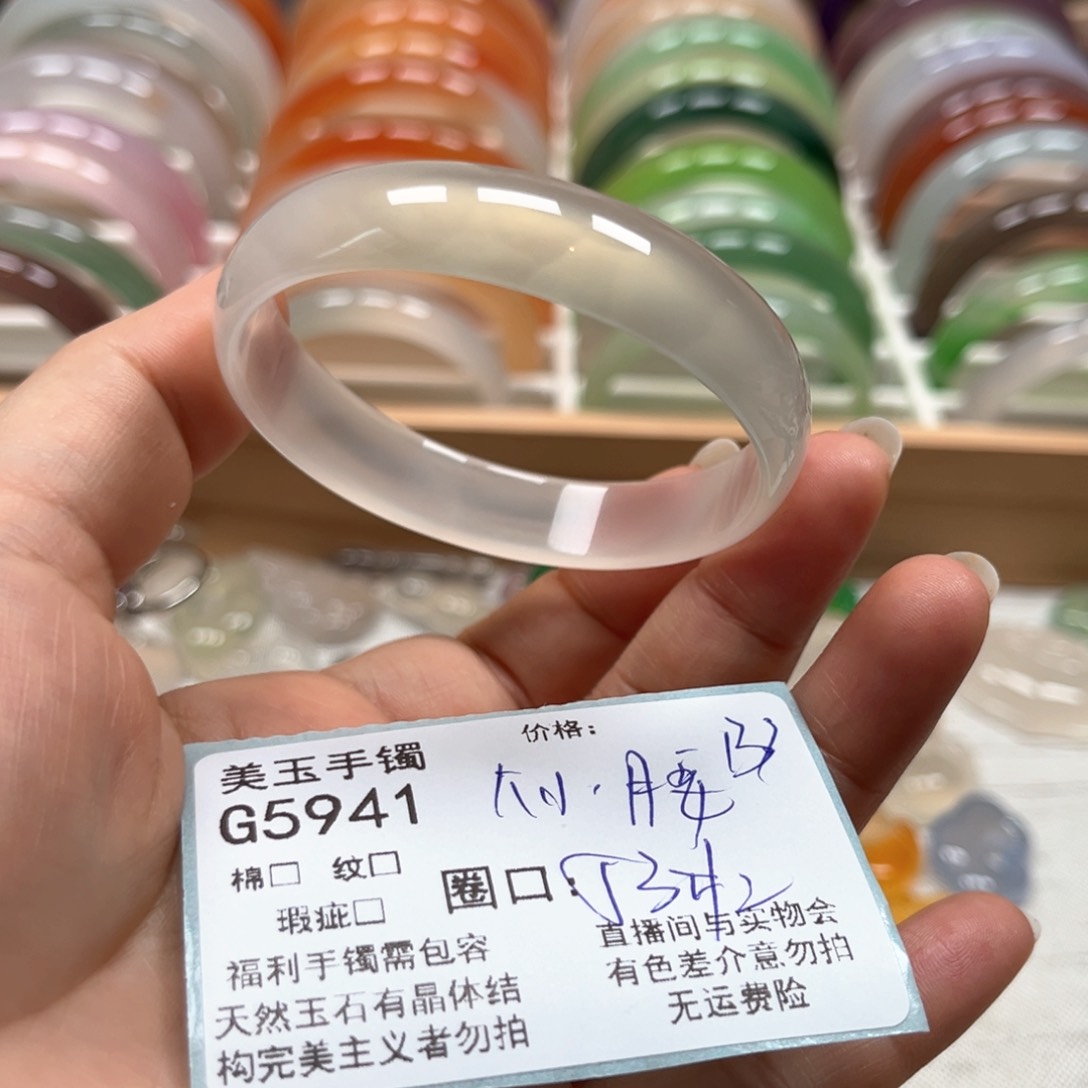 美玉手镯
价格:
G5941
棉□ 纹□
瑕疵□
圈口:
福利手镯需包容
天然玉石有晶体结
构完美主义者勿拍
直播间与实物会
有色差介意勿拍
无运费险